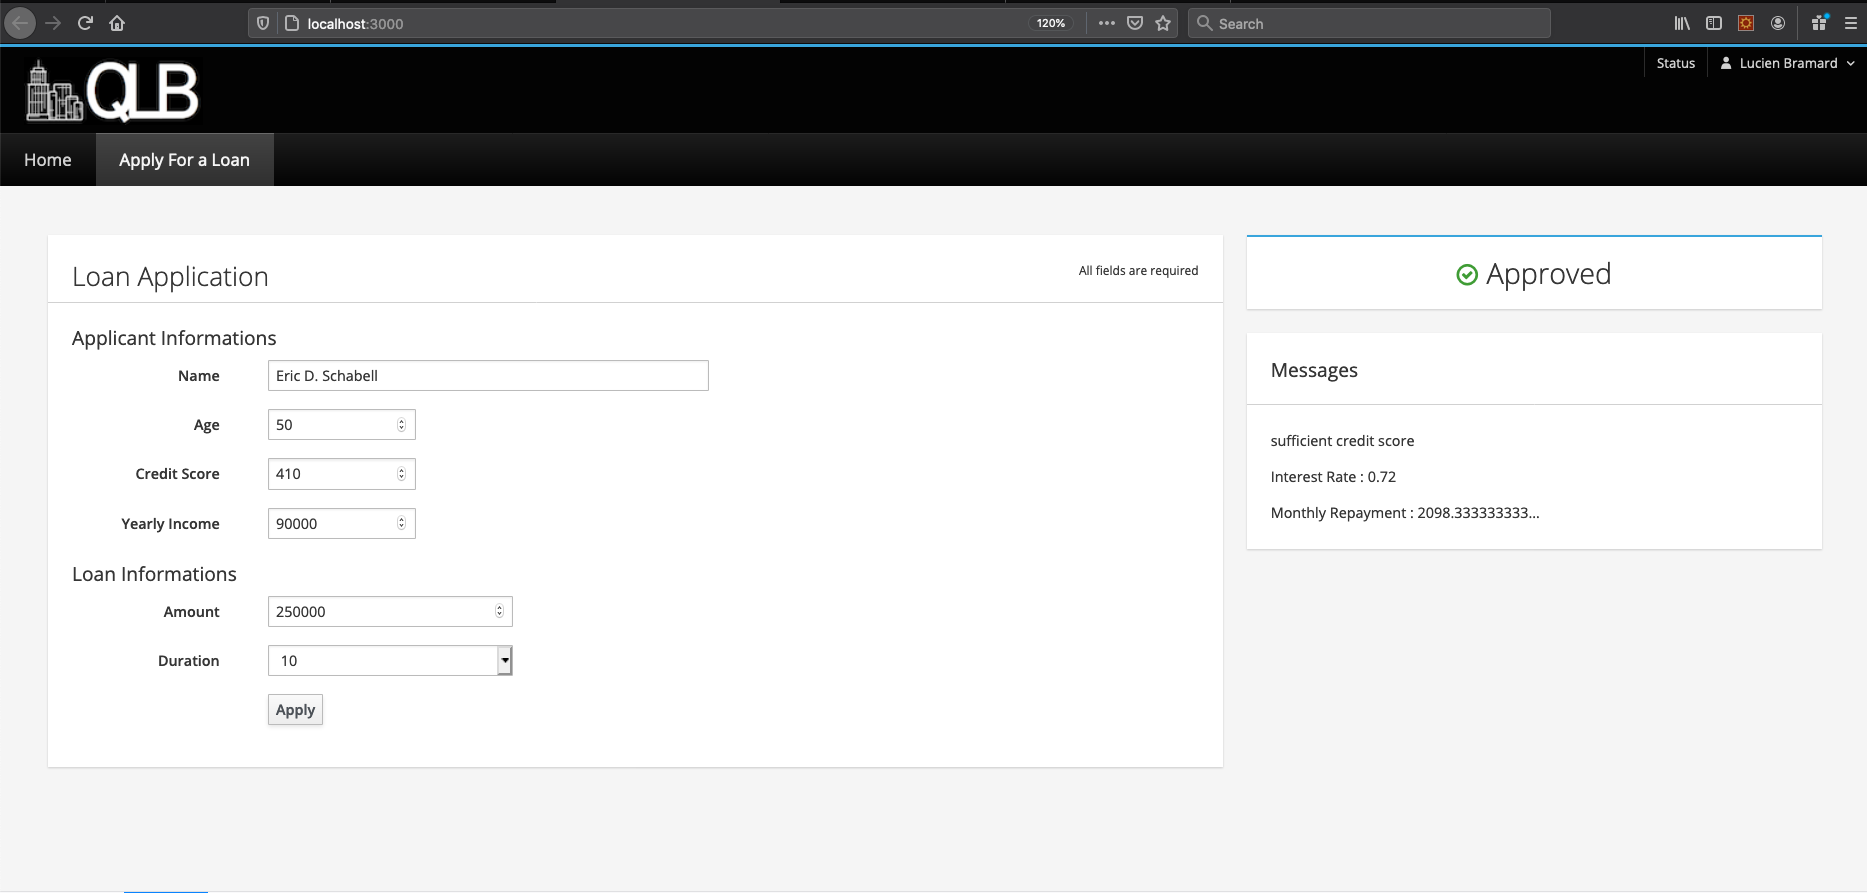 localhost:3000
120%
Search
QLB
Status
Lucien Bramard
Home
Apply For a Loan
Loan Application
All fields are required
Applicant Informations
Name
Eric D. Schabell
Age
50
Credit Score
410
Yearly Income
90000
Loan Informations
Amount
250000
Duration
10
Apply
Approved
Messages
sufficient credit score
Interest Rate : 0.72
Monthly Repayment : 2098.333333333...